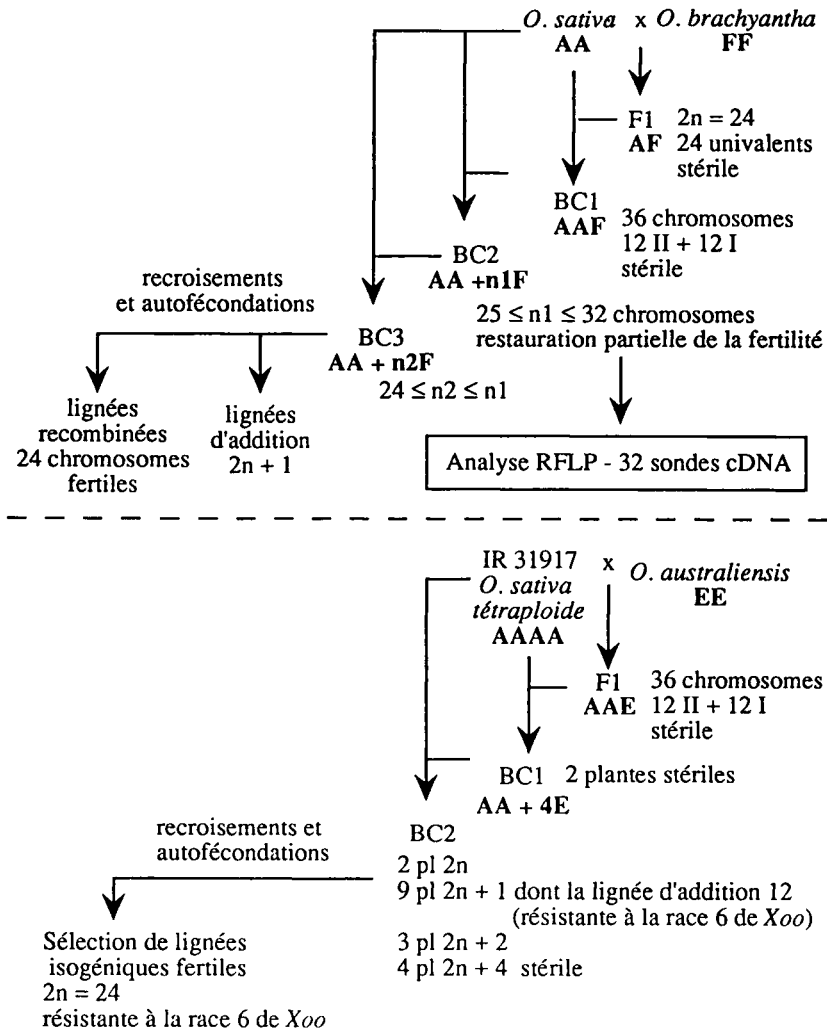 O. sativa x O. brachyantha
AA FF
F1 2n = 24
AF 24 univalents
stérile
BC1 36 chromosomes
AAF 12 II + 12 I
stérile
BC2
AA +n1F
25 ≤ n1 ≤ 32 chromosomes
restauration partielle de la fertilité
recroisements
et autofécondations
BC3
AA + n2F
24 ≤ n2 ≤ n1
lignées
recombinées
24 chromosomes
fertiles
lignées
d'addition
2n + 1
Analyse RFLP - 32 sondes cDNA
IR 31917 x O. australiensis
O. sativa EE
tétraploide
AAAA
F1 36 chromosomes
AAE 12 II + 12 I
stérile
BC1 2 plantes stériles
AA + 4E
recroisements et
autofécondations
BC2
2 pl 2n
9 pl 2n + 1 dont la lignée d'addition 12
(résistante à la race 6 de Xoo)
3 pl 2n + 2
4 pl 2n + 4 stérile
Sélection de lignées
isogéniques fertiles
2n = 24
résistante à la race 6 de Xoo